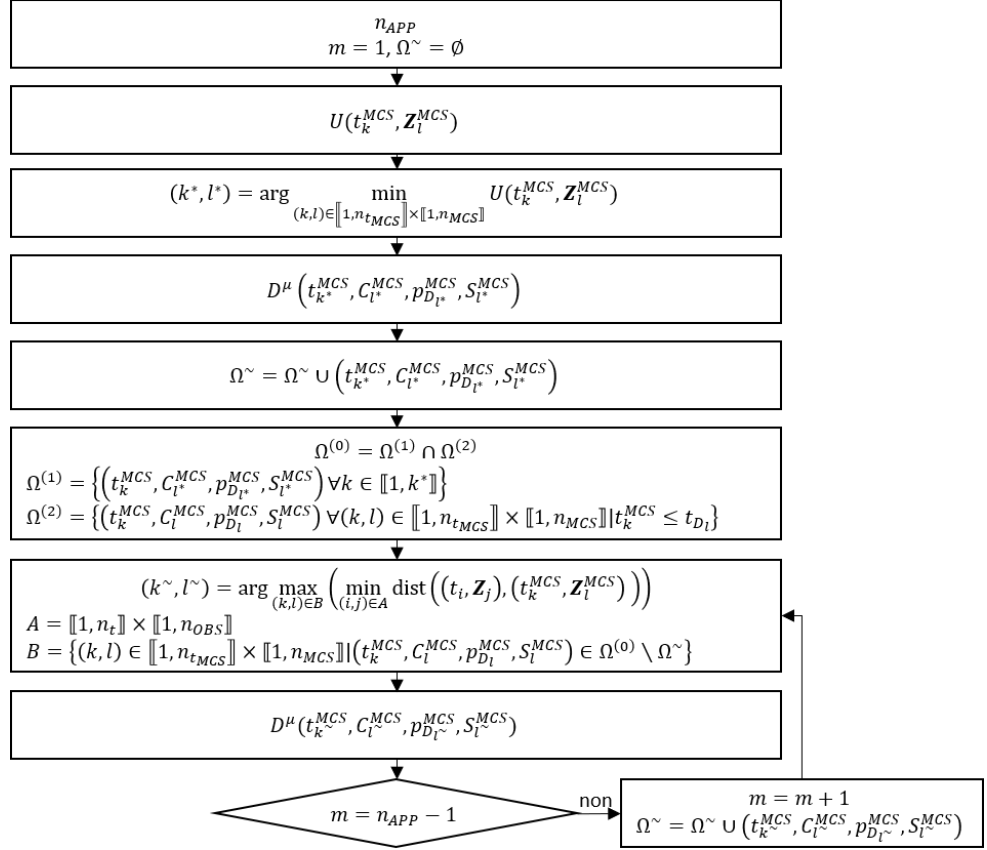 n_{APP}
m = 1, Ω^~ = ∅
U(t_k^{MCS}, Z_l^{MCS})
(k^*, l^*) = arg min_{(k,l)∈⟦1,n_{t_{MCS}}⟧×⟦1,n_{MCS}⟧} U(t_k^{MCS}, Z_l^{MCS})
D^μ (t_{k^*}^{MCS}, C_{l^*}^{MCS}, p_{D_{l^*}}^{MCS}, S_{l^*}^{MCS})
Ω^~ = Ω^~ ∪ (t_{k^*}^{MCS}, C_{l^*}^{MCS}, p_{D_{l^*}}^{MCS}, S_{l^*}^{MCS})
Ω^{(0)} = Ω^{(1)} ∩ Ω^{(2)}
Ω^{(1)} = {(t_k^{MCS}, C_{l^*}^{MCS}, p_{D_{l^*}}^{MCS}, S_{l^*}^{MCS}) ∀k ∈ ⟦1, k^*⟧}
Ω^{(2)} = {(t_k^{MCS}, C_l^{MCS}, p_{D_l}^{MCS}, S_l^{MCS}) ∀(k, l) ∈ ⟦1, n_{t_{MCS}}⟧ × ⟦1, n_{MCS}⟧|t_k^{MCS} ≤ t_{D_l}}
(k^~, l^~) = arg max_{(k,l)∈B} (min_{(i,j)∈A} dist((t_i, Z_j), (t_k^{MCS}, Z_l^{MCS})))
A = ⟦1, n_t⟧ × ⟦1, n_{OBS}⟧
B = {(k, l) ∈ ⟦1, n_{t_{MCS}}⟧ × ⟦1, n_{MCS}⟧|(t_k^{MCS}, C_l^{MCS}, p_{D_l}^{MCS}, S_l^{MCS}) ∈ Ω^{(0)} ∖ Ω^~}
D^μ(t_{k^~}^{MCS}, C_{l^~}^{MCS}, p_{D_{l^~}}^{MCS}, S_{l^~}^{MCS})
m = n_{APP} − 1
non
m = m + 1
Ω^~ = Ω^~ ∪ (t_{k^~}^{MCS}, C_{l^~}^{MCS}, p_{D_{l^~}}^{MCS}, S_{l^~}^{MCS})